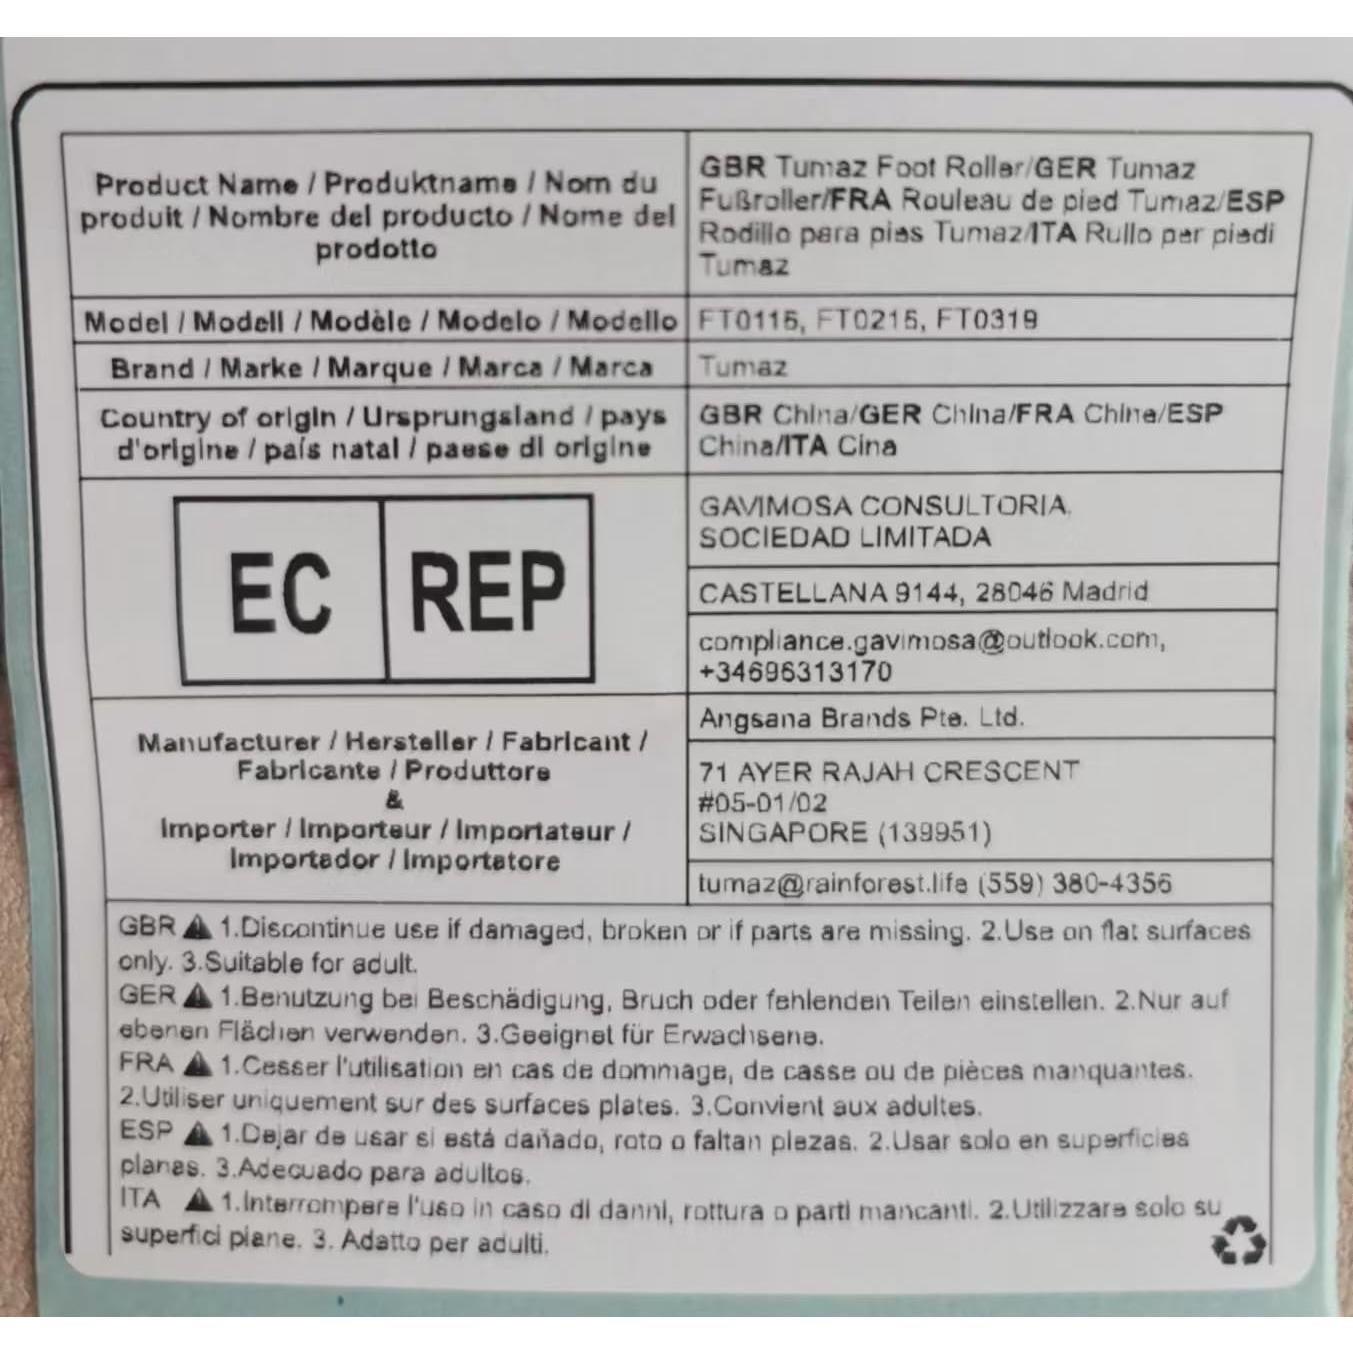 Product Name / Produktname / Nom du
produit / Nombre del producto / Nome del
prodotto
GBR Tumaz Foot Roller/GER Tumaz
Fußroller/FRA Rouleau de pied Tumaz/ESP
Rodillo para pies Tumaz/ITA Rullo per piedi
Tumaz
Model / Modell / Modèle / Modelo / Modello
FT0115, FT0215, FT0319
Brand / Marke / Marque / Marca / Marca
Tumaz
Country of origin / Ursprungsland / pays
d'origine / país natal / paese di origine
GBR China/GER China/FRA Chine/ESP
China/ITA Cina
EC REP
GAVIMOSA CONSULTORIA,
SOCIEDAD LIMITADA
CASTELLANA 9144, 28046 Madrid
compliance.gavimosa@outlook.com,
+34696313170
Manufacturer / Hersteller / Fabricant /
Fabricante / Produttore
&
Importer / Importeur / Importateur /
Importador / Importatore
Angsana Brands Pte. Ltd.
71 AYER RAJAH CRESCENT
#05-01/02
SINGAPORE (139951)
tumaz@rainforest.life (559) 380-4356
GBR ⚠ 1.Discontinue use if damaged, broken or if parts are missing. 2.Use on flat surfaces
only. 3.Suitable for adult.
GER ⚠ 1.Benutzung bei Beschädigung, Bruch oder fehlenden Teilen einstellen. 2.Nur auf
ebenen Flächen verwenden. 3.Geeignet für Erwachsene.
FRA ⚠ 1.Cesser l'utilisation en cas de dommage, de casse ou de pièces manquantes.
2.Utiliser uniquement sur des surfaces plates. 3.Convient aux adultes.
ESP ⚠ 1.Dejar de usar si está dañado, roto o faltan piezas. 2.Usar solo en superficies
planas. 3.Adecuado para adultos.
ITA ⚠ 1.Interrompere l'uso in caso di danni, rottura o parti mancanti. 2.Utilizzare solo su
superfici piane. 3. Adatto per adulti.